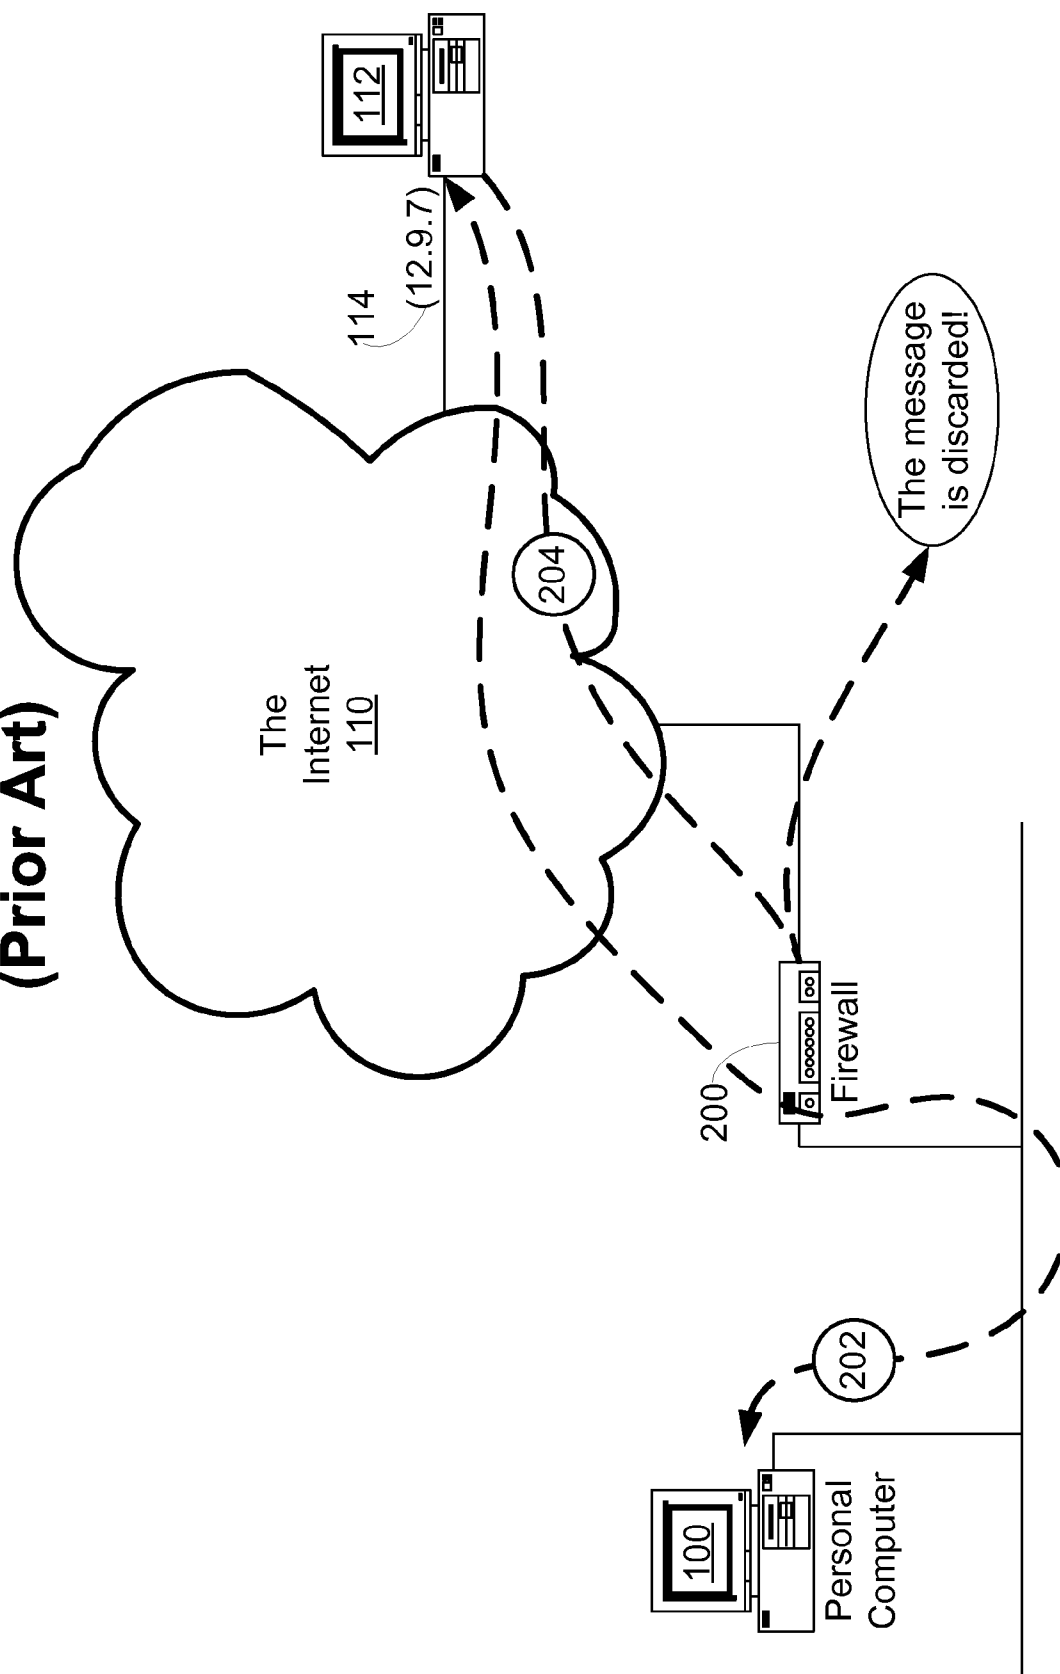 (Prior Art)
112
114
(12.9.7)
The
Internet
110
204
The message
is discarded!
200
Firewall
202
100
Personal
Computer